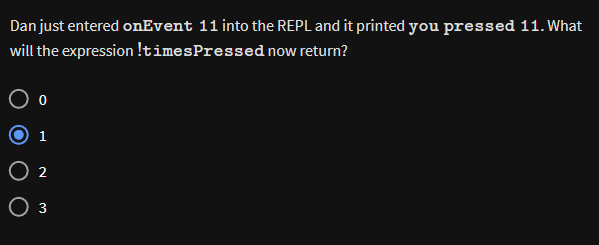 Dan just entered onEvent 11 into the REPL and it printed you pressed 11. What
will the expression !timesPressed now return?
0
1
2
3